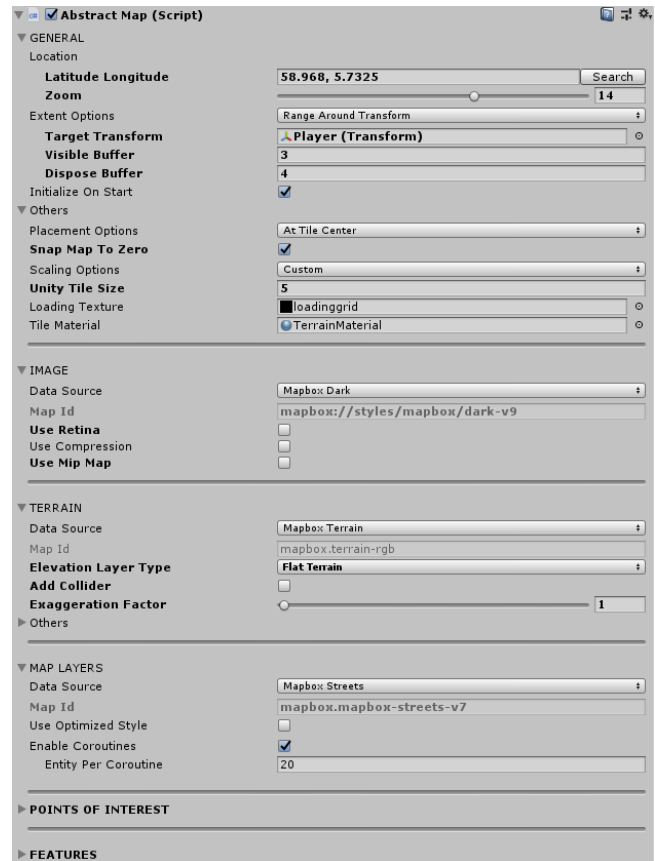 Abstract Map (Script)
GENERAL
Location
Latitude Longitude 58.968, 5.7325 Search
Zoom 14
Extent Options Range Around Transform
Target Transform Player (Transform)
Visible Buffer 3
Dispose Buffer 4
Initialize On Start
Others
Placement Options At Tile Center
Snap Map To Zero
Scaling Options Custom
Unity Tile Size 5
Loading Texture loadinggrid
Tile Material TerrainMaterial
IMAGE
Data Source Mapbox Dark
Map Id mapbox://styles/mapbox/dark-v9
Use Retina
Use Compression
Use Mip Map
TERRAIN
Data Source Mapbox Terrain
Map Id mapbox.terrain-rgb
Elevation Layer Type Flat Terrain
Add Collider
Exaggeration Factor 1
Others
MAP LAYERS
Data Source Mapbox Streets
Map Id mapbox.mapbox-streets-v7
Use Optimized Style
Enable Coroutines
Entity Per Coroutine 20
POINTS OF INTEREST
FEATURES